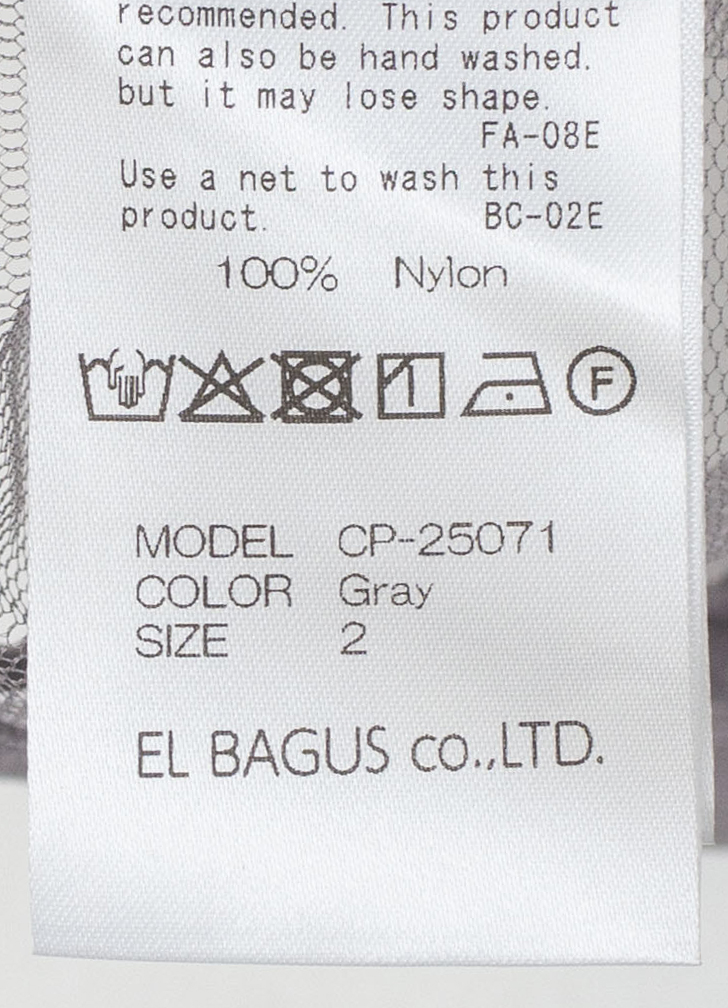 recommended. This product
can also be hand washed.
but it may lose shape.
FA-08E
Use a net to wash this
product. BC-02E
100% Nylon
F
MODEL CP-25071
COLOR Gray
SIZE 2
EL BAGUS co.,LTD.